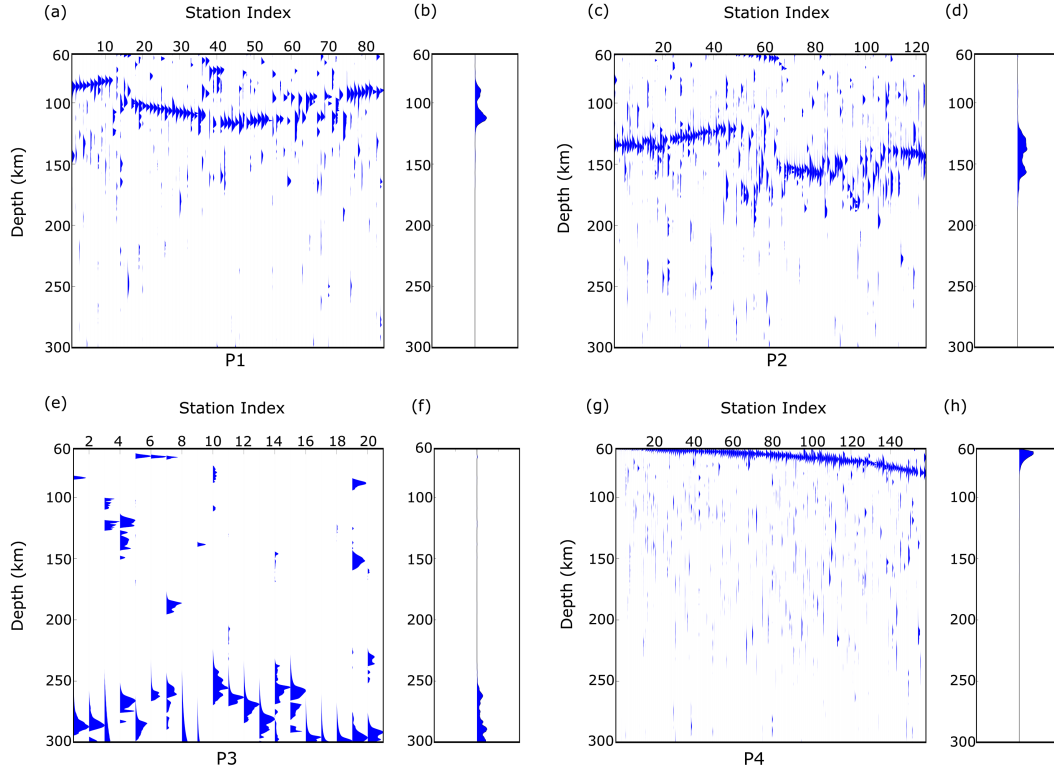 (a) Station Index (b) (c) Station Index (d)
10 20 30 40 50 60 70 80
20 40 60 80 100 120
60 60 60 60
100 100 100 100
150 150 150 150
200 200 200 200
250 250 250 250
300 300 300 300
Depth (km) Depth (km)
P1 P2
(e) Station Index (f) (g) Station Index (h)
2 4 6 8 10 12 14 16 18 20
20 40 60 80 100 120 140
60 60 60 60
100 100 100 100
150 150 150 150
200 200 200 200
250 250 250 250
300 300 300 300
Depth (km) Depth (km)
P3 P4